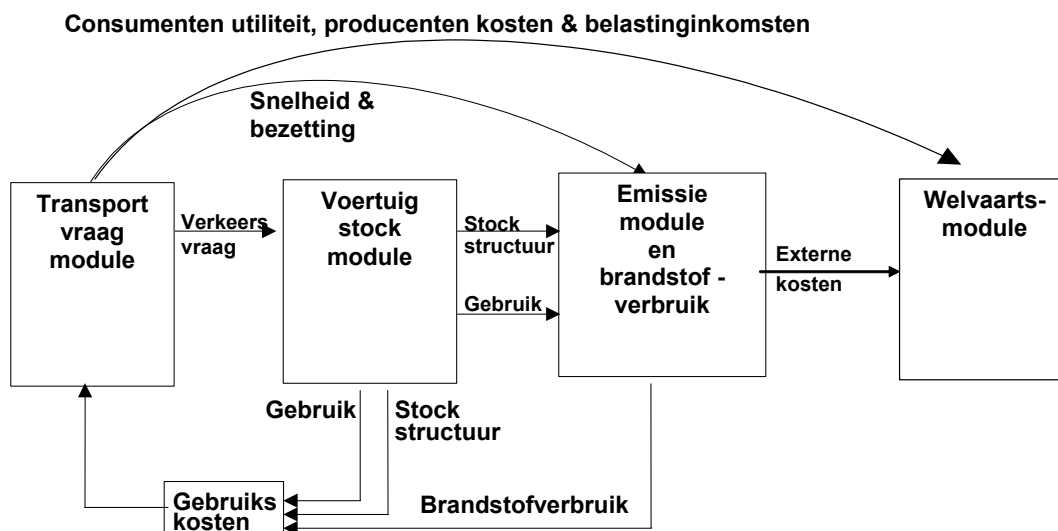 Consumenten utiliteit, producenten kosten & belastinginkomsten
Snelheid &
bezetting
Transport
vraag
module
Verkeers
vraag
Voertuig
stock
module
Stock
structuur
Gebruik
Emissie
module
en
brandstof -
verbruik
Externe
kosten
Welvaarts-
module
Gebruik
Stock
structuur
Brandstofverbruik
Gebruiks
kosten